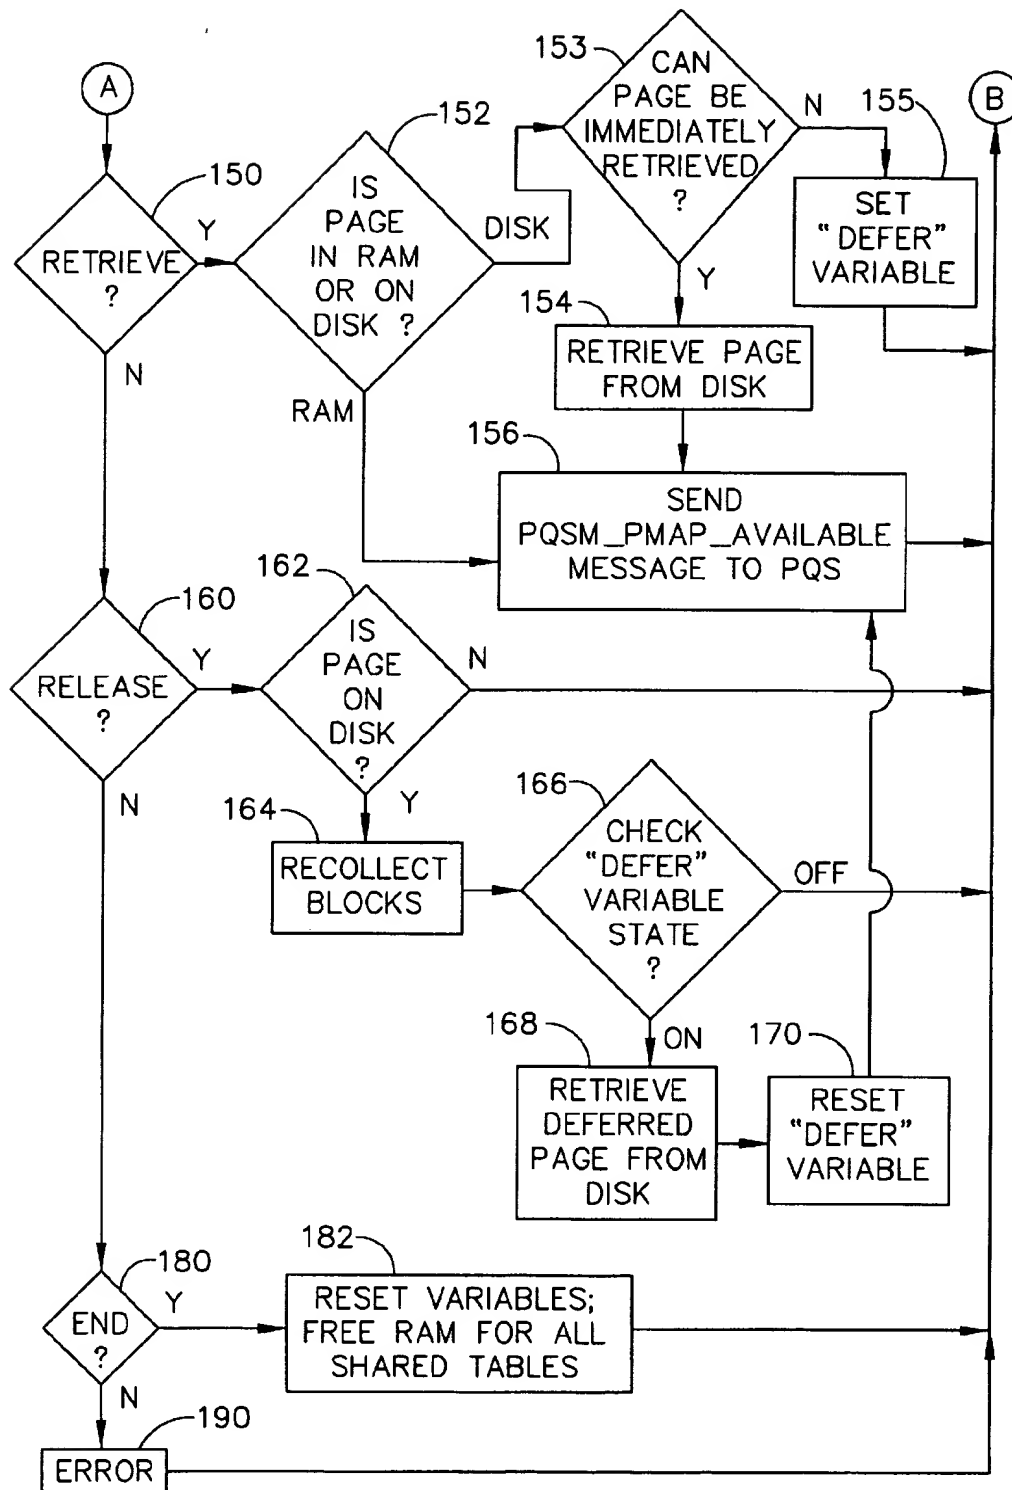 A
150
RETRIEVE
?
Y
N
152
IS
PAGE
IN RAM
OR ON
DISK ?
DISK
RAM
153
CAN
PAGE BE
IMMEDIATELY
RETRIEVED
?
N
Y
155
SET
"DEFER"
VARIABLE
B
154
RETRIEVE PAGE
FROM DISK
156
SEND
PQSM_PMAP_AVAILABLE
MESSAGE TO PQS
160
RELEASE
?
Y
N
162
IS
PAGE
ON
DISK
?
N
Y
164
RECOLLECT
BLOCKS
166
CHECK
"DEFER"
VARIABLE
STATE
?
OFF
ON
168
RETRIEVE
DEFERRED
PAGE FROM
DISK
170
RESET
"DEFER"
VARIABLE
180
END
?
Y
N
182
RESET VARIABLES;
FREE RAM FOR ALL
SHARED TABLES
190
ERROR